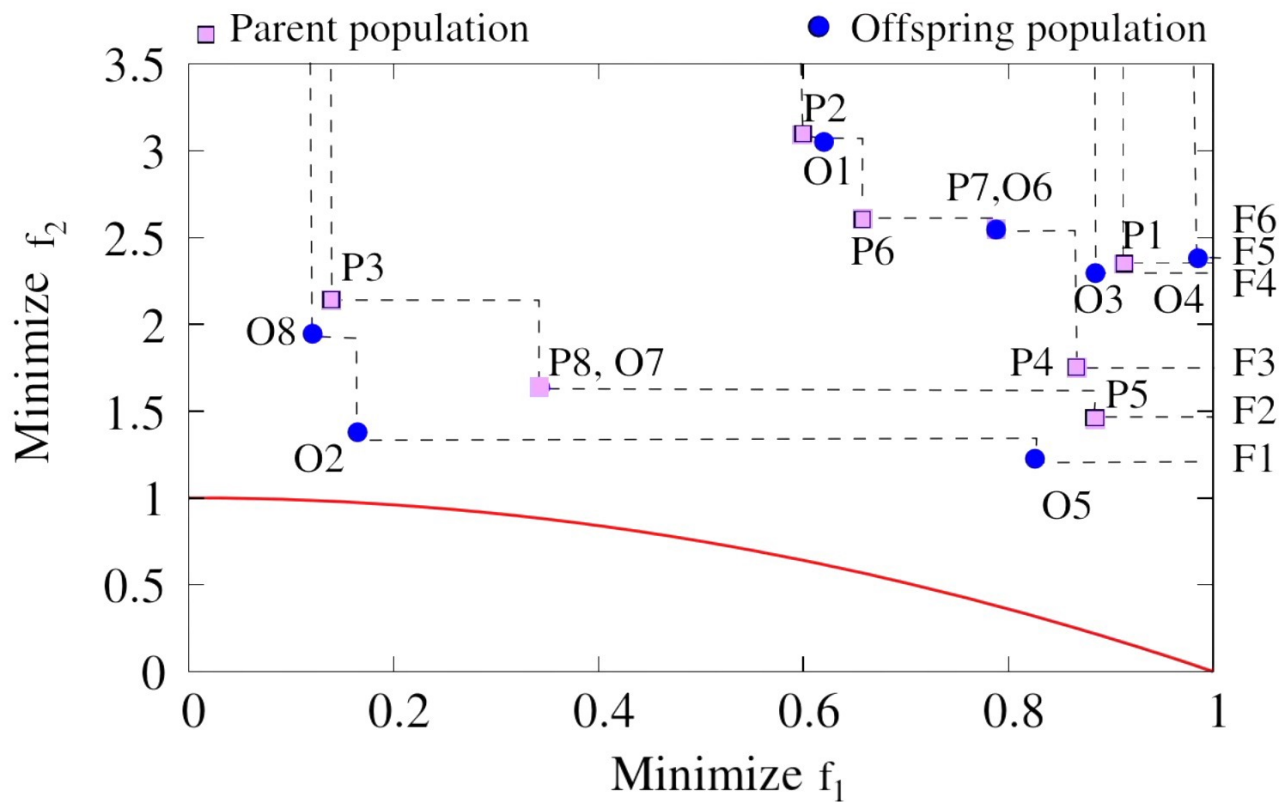 Parent population
Offspring population
3.5
3
2.5
2
1.5
1
0.5
0
Minimize f2
P2
O1
P7,O6
P6
P1
O3
O4
P3
O8
P8, O7
P4
P5
O2
O5
F6
F5
F4
F3
F2
F1
0
0.2
0.4
0.6
0.8
1
Minimize f1